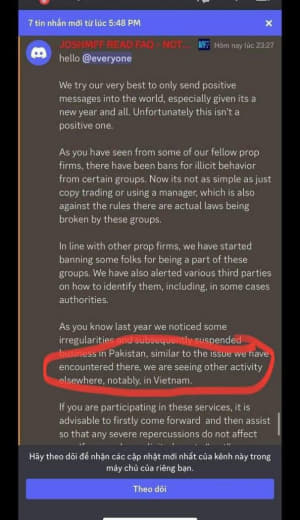 7 tin nhắn mới từ lúc 5:48 PM
JOSHMFF READ FAQ / NOT... Hôm nay lúc 23:27
hello @everyone
We try our very best to only send positive
messages into the world, especially given its a
new year and all. Unfortunately this isn't a
positive one.
As you have seen from some of our fellow prop
firms, there have been bans for illicit behavior
from certain groups. Now its not as simple as just
copy trading or using a manager, which is also
against the rules there are actual laws being
broken by these groups.
In line with other prop firms, we have started
banning some folks for being a part of these
groups. We have also alerted various third parties
on how to identify them, including, in some cases
authorities.
As you know last year we noticed some
irregularities and subsequently suspended
business in Pakistan, similar to the issue we have
encountered there, we are seeing other activity
elsewhere, notably, in Vietnam.
If you are participating in these services, it is
advisable to firstly come forward and then assist
so that any severe repercussions do not affect
Hãy theo dõi để nhận các cập nhật mới nhất của kênh này trong
máy chủ của riêng bạn.
Theo dõi